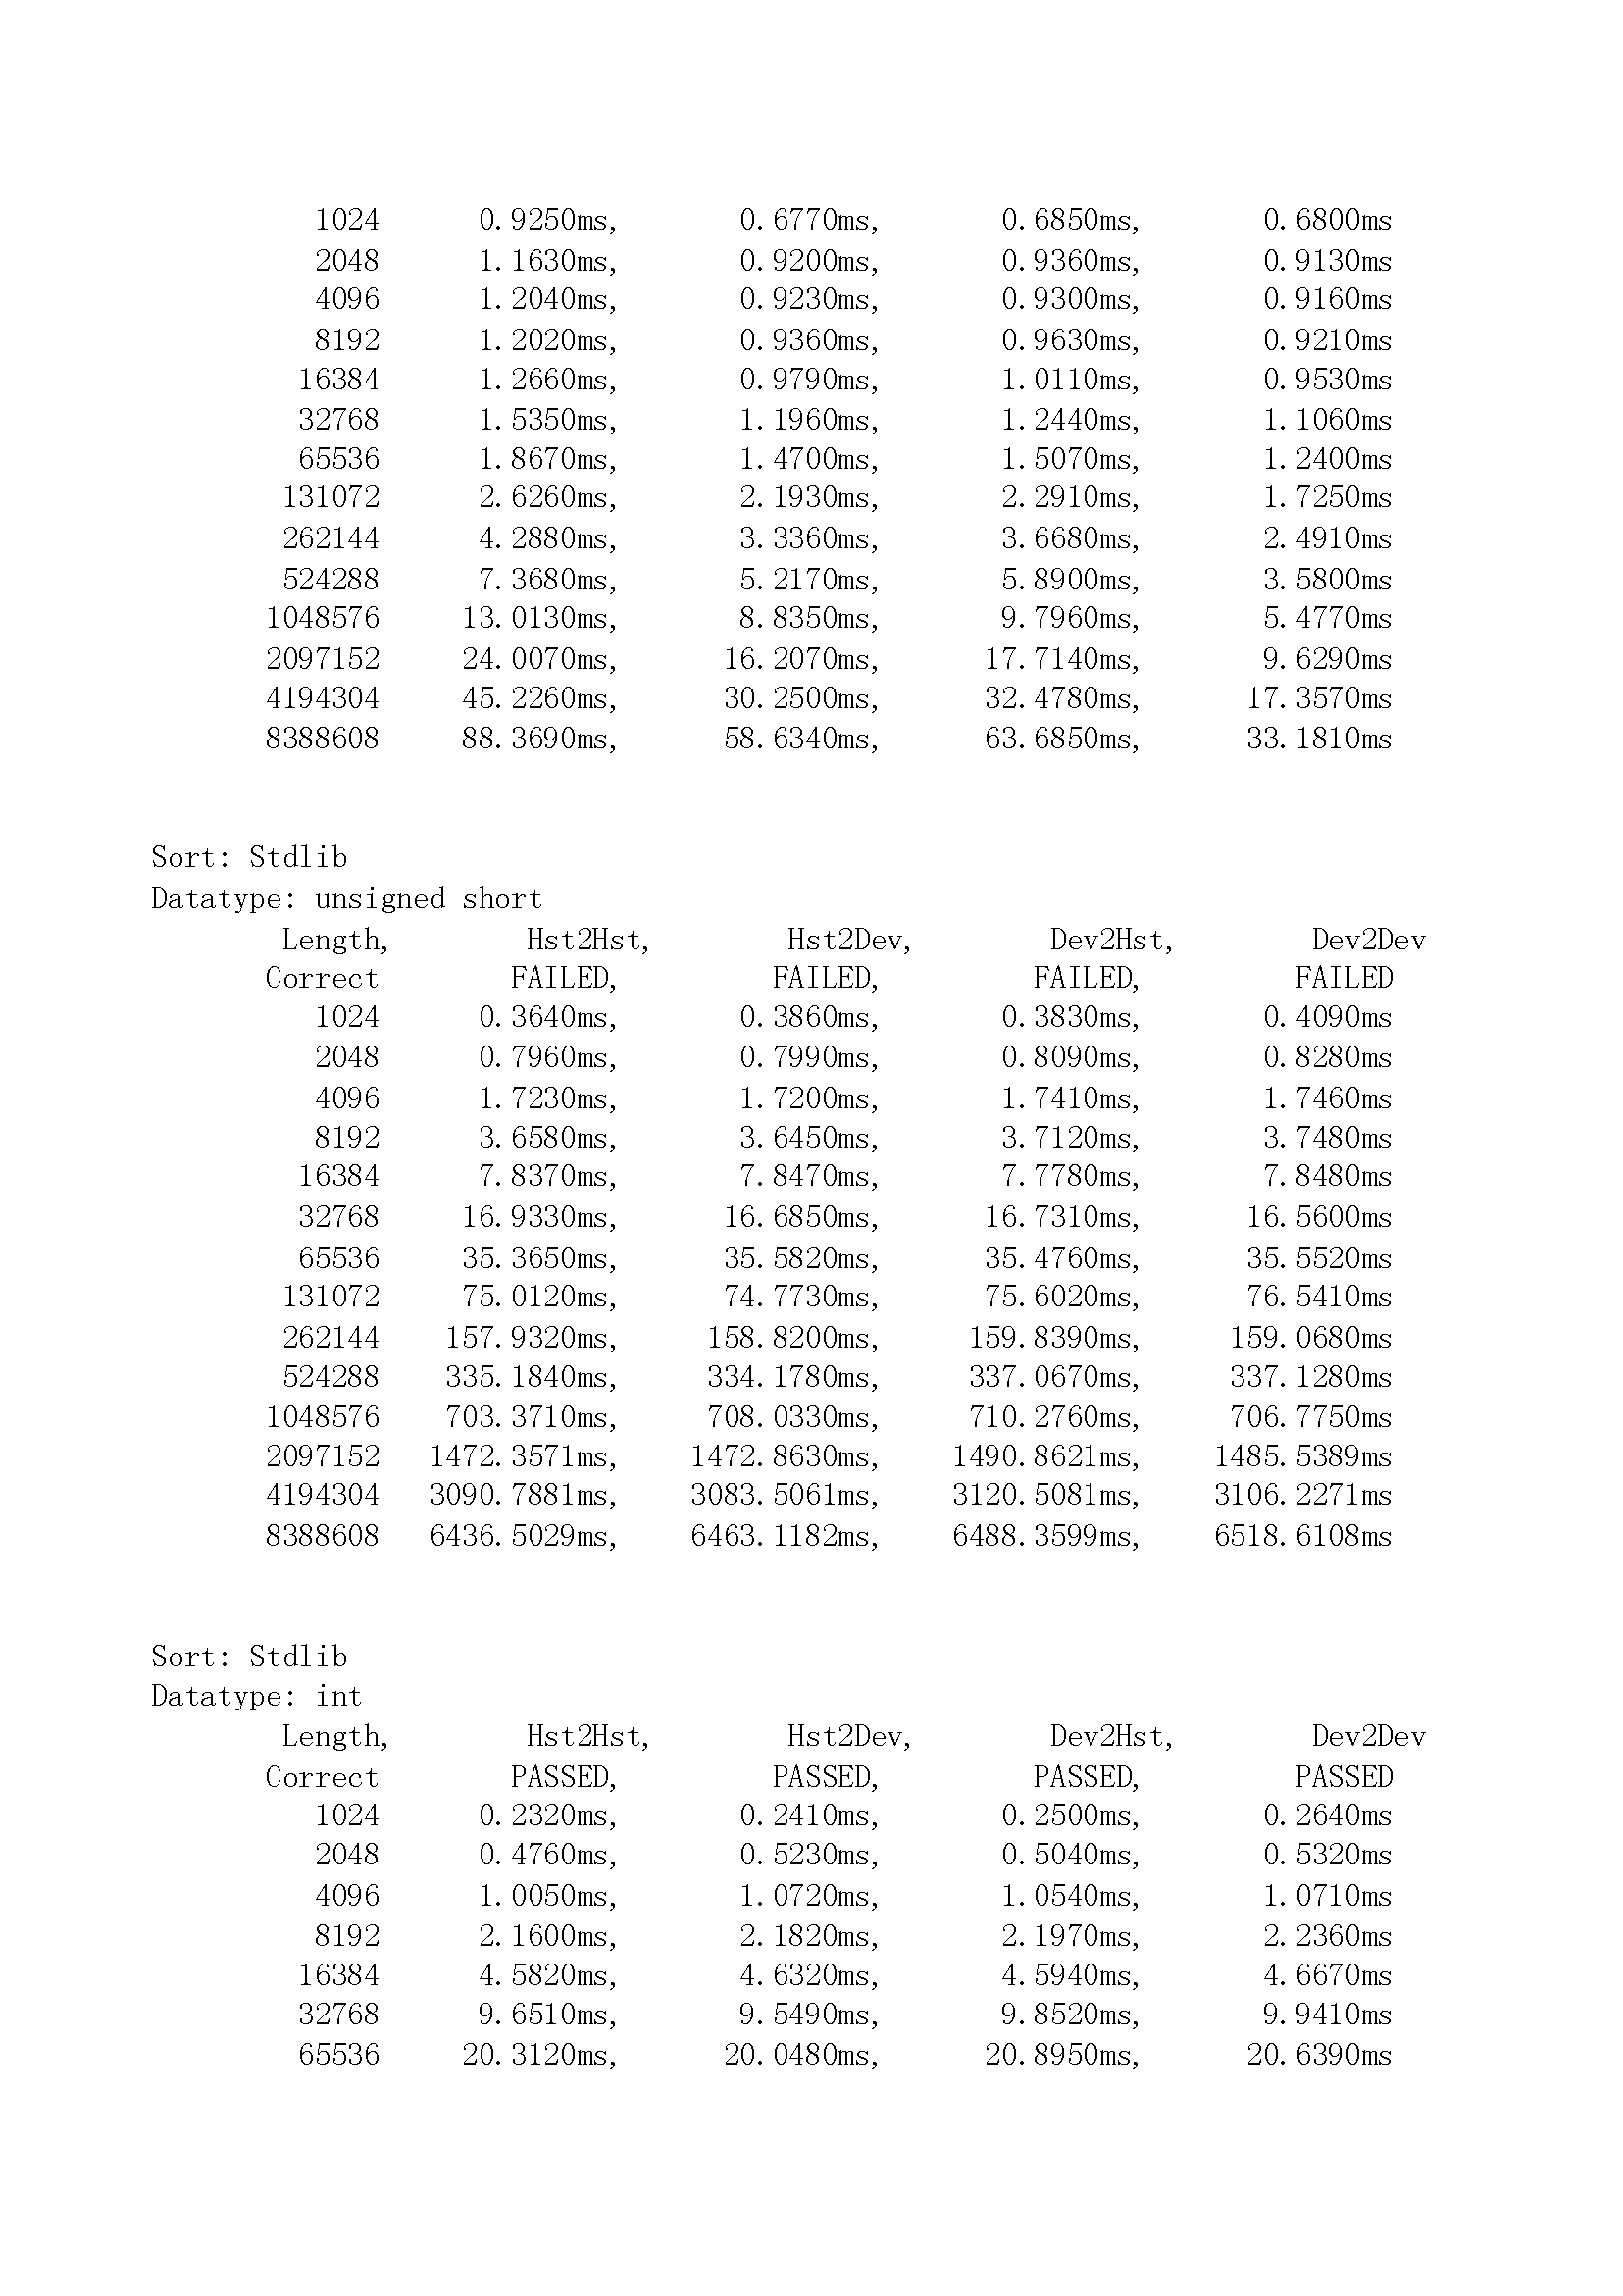 1024 0.9250ms, 0.6770ms, 0.6850ms, 0.6800ms
2048 1.1630ms, 0.9200ms, 0.9360ms, 0.9130ms
4096 1.2040ms, 0.9230ms, 0.9300ms, 0.9160ms
8192 1.2020ms, 0.9360ms, 0.9630ms, 0.9210ms
16384 1.2660ms, 0.9790ms, 1.0110ms, 0.9530ms
32768 1.5350ms, 1.1960ms, 1.2440ms, 1.1060ms
65536 1.8670ms, 1.4700ms, 1.5070ms, 1.2400ms
131072 2.6260ms, 2.1930ms, 2.2910ms, 1.7250ms
262144 4.2880ms, 3.3360ms, 3.6680ms, 2.4910ms
524288 7.3680ms, 5.2170ms, 5.8900ms, 3.5800ms
1048576 13.0130ms, 8.8350ms, 9.7960ms, 5.4770ms
2097152 24.0070ms, 16.2070ms, 17.7140ms, 9.6290ms
4194304 45.2260ms, 30.2500ms, 32.4780ms, 17.3570ms
8388608 88.3690ms, 58.6340ms, 63.6850ms, 33.1810ms
Sort: Stdlib
Datatype: unsigned short
Length, Hst2Hst, Hst2Dev, Dev2Hst, Dev2Dev
Correct FAILED, FAILED, FAILED, FAILED
1024 0.3640ms, 0.3860ms, 0.3830ms, 0.4090ms
2048 0.7960ms, 0.7990ms, 0.8090ms, 0.8280ms
4096 1.7230ms, 1.7200ms, 1.7410ms, 1.7460ms
8192 3.6580ms, 3.6450ms, 3.7120ms, 3.7480ms
16384 7.8370ms, 7.8470ms, 7.7780ms, 7.8480ms
32768 16.9330ms, 16.6850ms, 16.7310ms, 16.5600ms
65536 35.3650ms, 35.5820ms, 35.4760ms, 35.5520ms
131072 75.0120ms, 74.7730ms, 75.6020ms, 76.5410ms
262144 157.9320ms, 158.8200ms, 159.8390ms, 159.0680ms
524288 335.1840ms, 334.1780ms, 337.0670ms, 337.1280ms
1048576 703.3710ms, 708.0330ms, 710.2760ms, 706.7750ms
2097152 1472.3571ms, 1472.8630ms, 1490.8621ms, 1485.5389ms
4194304 3090.7881ms, 3083.5061ms, 3120.5081ms, 3106.2271ms
8388608 6436.5029ms, 6463.1182ms, 6488.3599ms, 6518.6108ms
Sort: Stdlib
Datatype: int
Length, Hst2Hst, Hst2Dev, Dev2Hst, Dev2Dev
Correct PASSED, PASSED, PASSED, PASSED
1024 0.2320ms, 0.2410ms, 0.2500ms, 0.2640ms
2048 0.4760ms, 0.5230ms, 0.5040ms, 0.5320ms
4096 1.0050ms, 1.0720ms, 1.0540ms, 1.0710ms
8192 2.1600ms, 2.1820ms, 2.1970ms, 2.2360ms
16384 4.5820ms, 4.6320ms, 4.5940ms, 4.6670ms
32768 9.6510ms, 9.5490ms, 9.8520ms, 9.9410ms
65536 20.3120ms, 20.0480ms, 20.8950ms, 20.6390ms